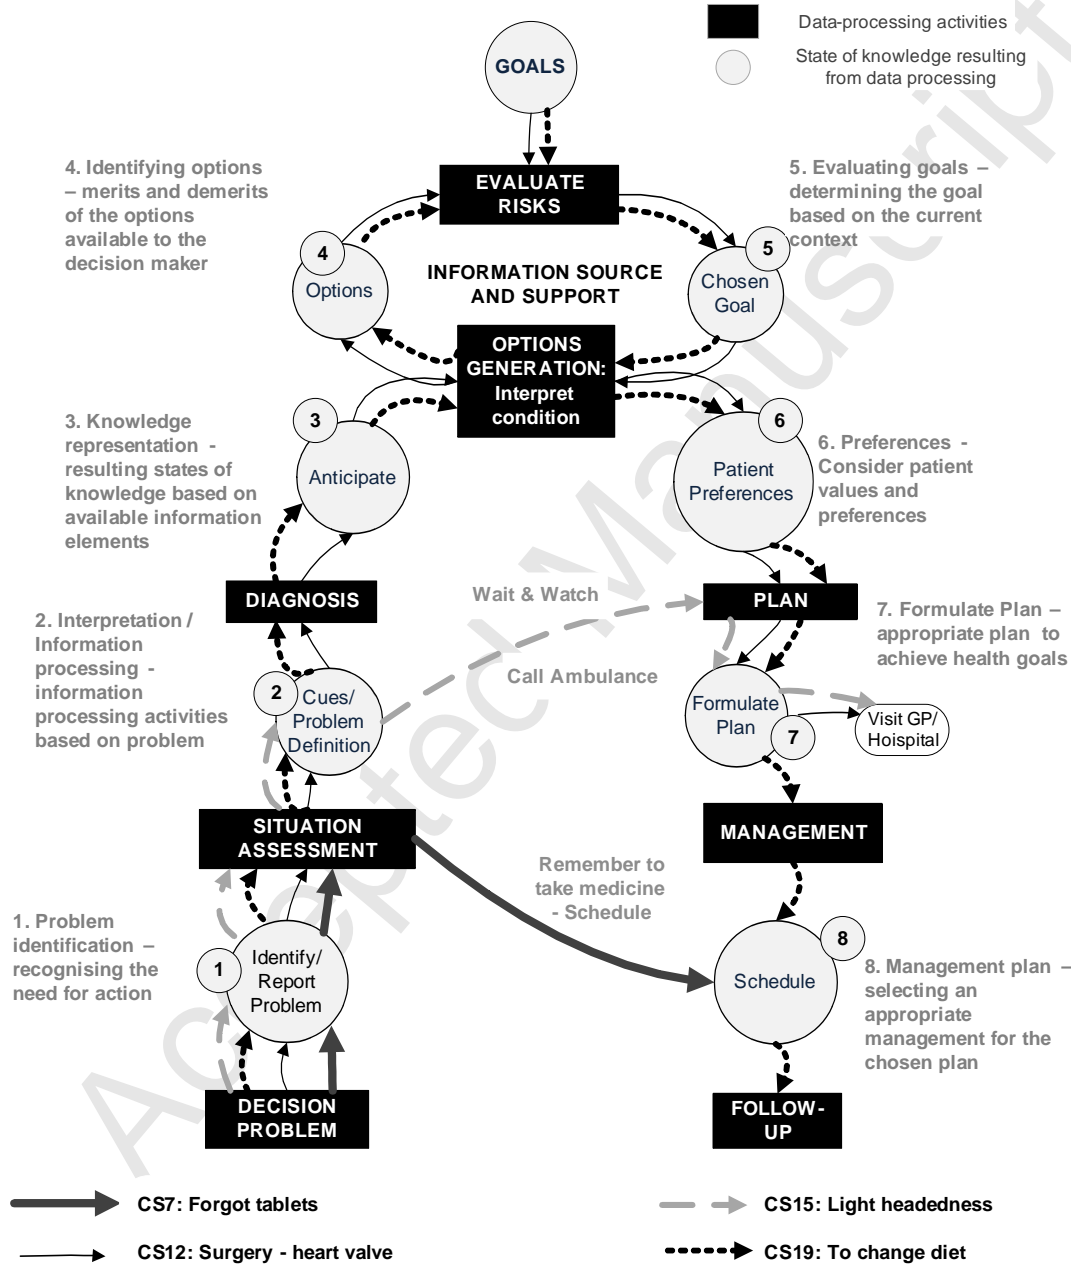 Data-processing activities
State of knowledge resulting
from data processing
GOALS
4. Identifying options
– merits and demerits
of the options
available to the
decision maker
EVALUATE
RISKS
5. Evaluating goals –
determining the goal
based on the current
context
4
Options
INFORMATION SOURCE
AND SUPPORT
5
Chosen
Goal
OPTIONS
GENERATION:
Interpret
condition
3. Knowledge
representation -
resulting states of
knowledge based on
available information
elements
3
Anticipate
6
Patient
Preferences
6. Preferences -
Consider patient
values and
preferences
DIAGNOSIS
Wait & Watch
PLAN
2. Interpretation /
Information
processing -
information
processing activities
based on problem
2
Cues/
Problem
Definition
Call Ambulance
7. Formulate Plan –
appropriate plan to
achieve health goals
Formulate
Plan
7
Visit GP/
Hoispital
SITUATION
ASSESSMENT
MANAGEMENT
Remember to
take medicine
- Schedule
1. Problem
identification –
recognising the
need for action
1
Identify/
Report
Problem
8
Schedule
8. Management plan –
selecting an
appropriate
management for the
chosen plan
DECISION
PROBLEM
FOLLOW-
UP
CS7: Forgot tablets
CS15: Light headedness
CS12: Surgery - heart valve
CS19: To change diet
Accepted Manuscript